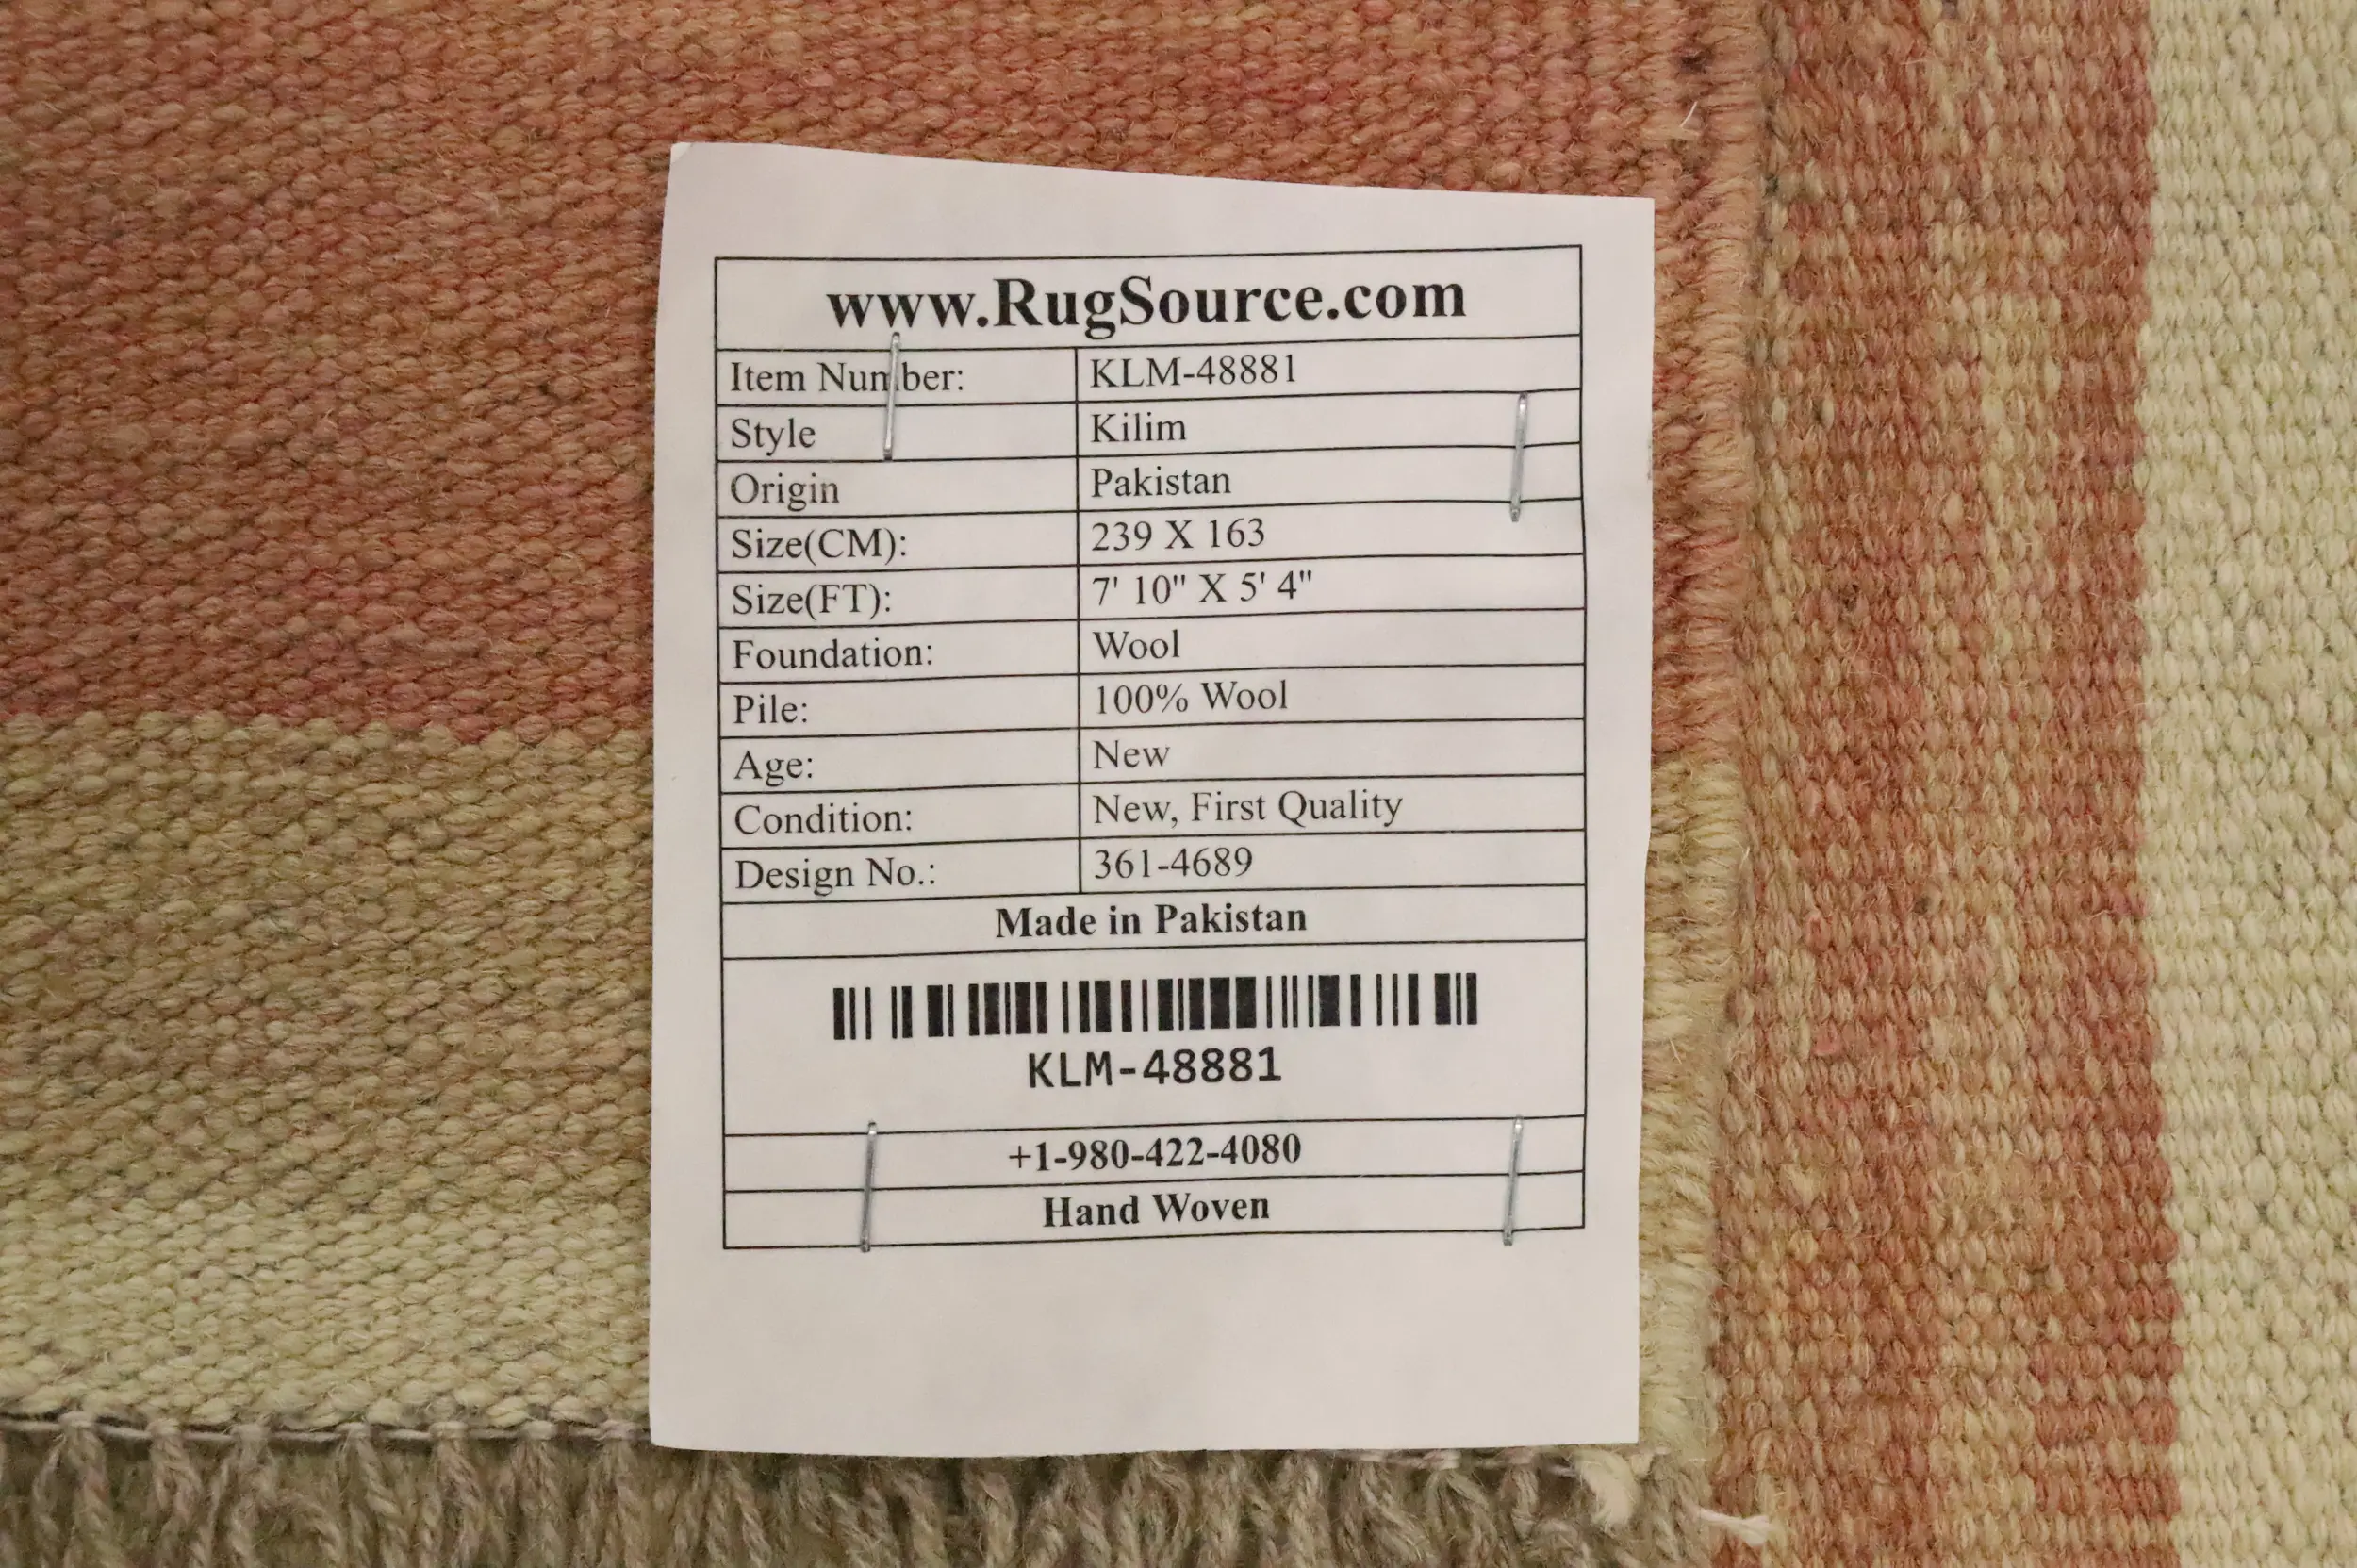 www.RugSource.com
Item Number: KLM-48881
Style Kilim
Origin Pakistan
Size(CM): 239 X 163
Size(FT): 7' 10" X 5' 4"
Foundation: Wool
Pile: 100% Wool
Age: New
Condition: New, First Quality
Design No.: 361-4689
Made in Pakistan
KLM-48881
+1-980-422-4080
Hand Woven